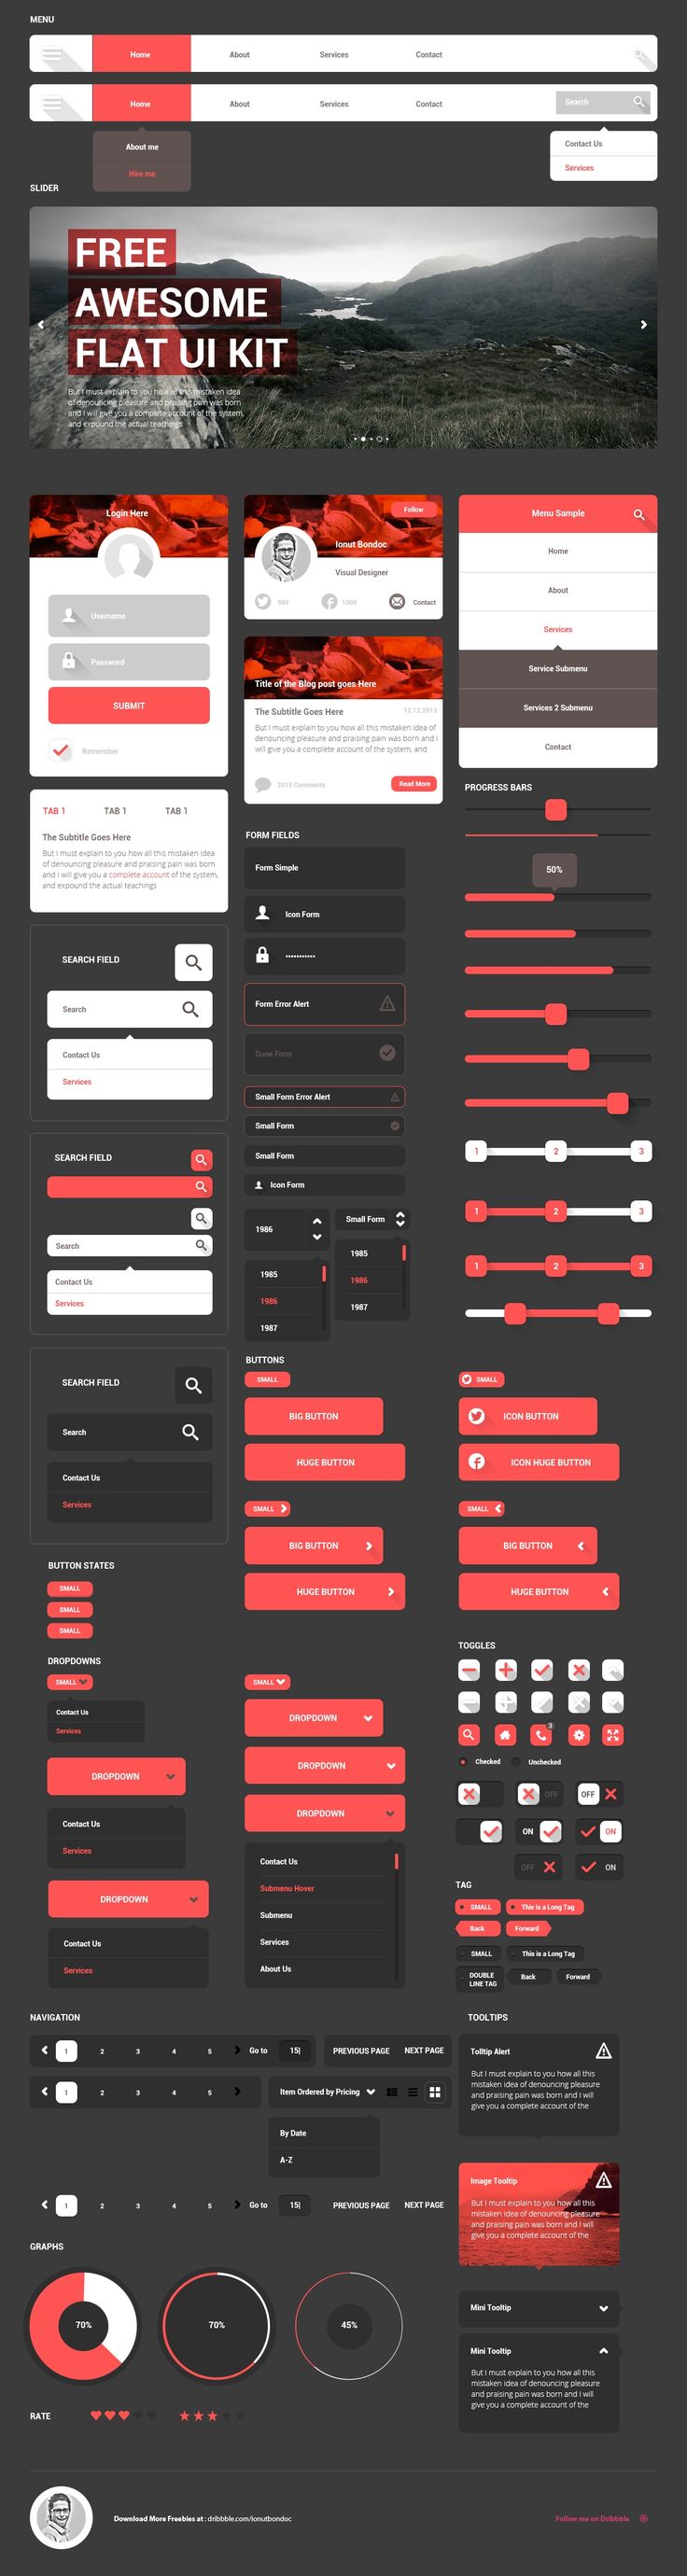 MENU
Home About Services Contact
Home About Services Contact Search
About me
Hire me
Contact Us
Services
SLIDER
FREE
AWESOME
FLAT UI KIT
But I must explain to you how all this mistaken idea
of denouncing pleasure and praising pain was born
and I will give you a complete account of the system,
and expound the actual teachings
Login Here
Username
Password
SUBMIT
Remember
Follow
Ionut Bondoc
Visual Designer
989 1000 Contact
Title of the Blog post goes Here
The Subtitle Goes Here 12.12.2013
But I must explain to you how all this mistaken idea of
denouncing pleasure and praising pain was born and I
will give you a complete account of the system, and
2015 Comments Read More
Menu Sample
Home
About
Services
Service Submenu
Services 2 Submenu
Contact
TAB 1 TAB 1 TAB 1
The Subtitle Goes Here
But I must explain to you how all this mistaken idea
of denouncing pleasure and praising pain was born
and I will give you a complete account of the system,
and expound the actual teachings
SEARCH FIELD
Search
Contact Us
Services
SEARCH FIELD
Search
Contact Us
Services
SEARCH FIELD
Search
Contact Us
Services
FORM FIELDS
Form Simple
Icon Form
Form Error Alert
Done Form
Small Form Error Alert
Small Form
Small Form
Icon Form
1986
1985
1986
1987
Small Form
1985
1986
1987
PROGRESS BARS
50%
1 2 3
1 2 3
1 2 3
BUTTONS
SMALL
BIG BUTTON
HUGE BUTTON
SMALL
ICON BUTTON
ICON HUGE BUTTON
SMALL
BIG BUTTON
HUGE BUTTON
SMALL
BIG BUTTON
HUGE BUTTON
BUTTON STATES
SMALL
SMALL
SMALL
DROPDOWNS
SMALL
Contact Us
Services
DROPDOWN
Contact Us
Services
DROPDOWN
Contact Us
Services
SMALL
DROPDOWN
DROPDOWN
DROPDOWN
Contact Us
Submenu Hover
Submenu
Services
About Us
TOGGLES
3
Checked Unchecked
OFF OFF
ON ON
OFF ON
TAG
SMALL This is a Long Tag
Back Forward
SMALL This is a Long Tag
DOUBLE
LINE TAG
Back Forward
NAVIGATION
1 2 3 4 5 Go to 15| PREVIOUS PAGE NEXT PAGE
1 2 3 4 5 Item Ordered by Pricing
By Date
A-Z
1 2 3 4 5 Go to 15| PREVIOUS PAGE NEXT PAGE
TOOLTIPS
Tolltip Alert
But I must explain to you how all this
mistaken idea of denouncing pleasure
and praising pain was born and I will
give you a complete account of the
Image Tooltip
But I must explain to you how all this
mistaken idea of denouncing pleasure
and praising pain was born and I will
give you a complete account of the
Mini Tooltip
Mini Tooltip
But I must explain to you how all this
mistaken idea of denouncing pleasure
and praising pain was born and I will
give you a complete account of the
GRAPHS
70% 70% 45%
RATE
Download More Freebies at : dribbble.com/ionutbondoc
Follow me on Dribbble